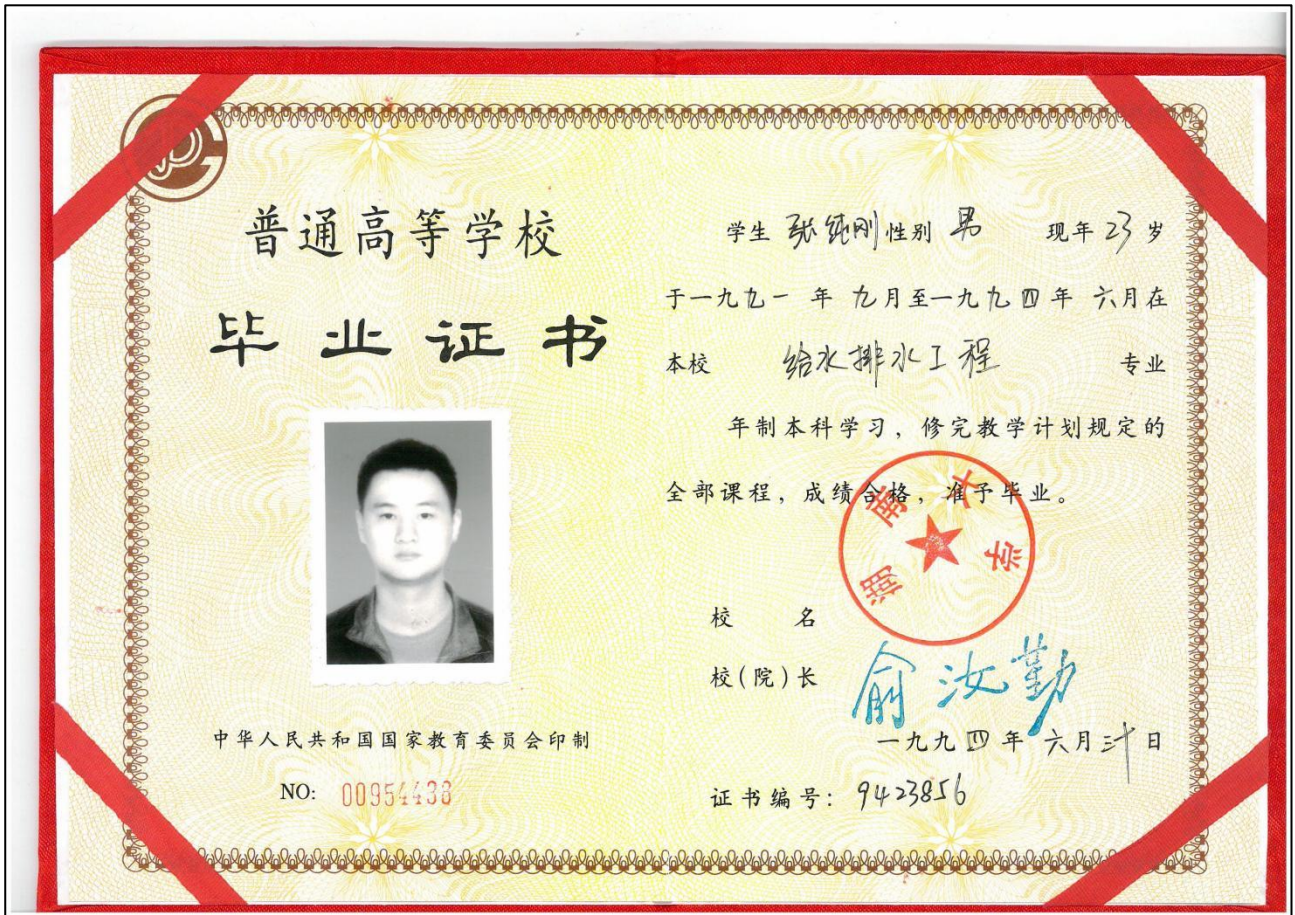 普通高等学校
毕业证书
中华人民共和国国家教育委员会印制
NO: 00954438
学生 张纯刚 性别 男 现年 23 岁
于一九九一 年 九月至一九九四年 六月在
本校 给水排水工程 专业
年制本科学习，修完教学计划规定的
全部课程，成绩合格，准予毕业。
湖南大学
校 名
校(院)长 俞汝勤
一九九四年 六月三十日
证书编号: 9423856